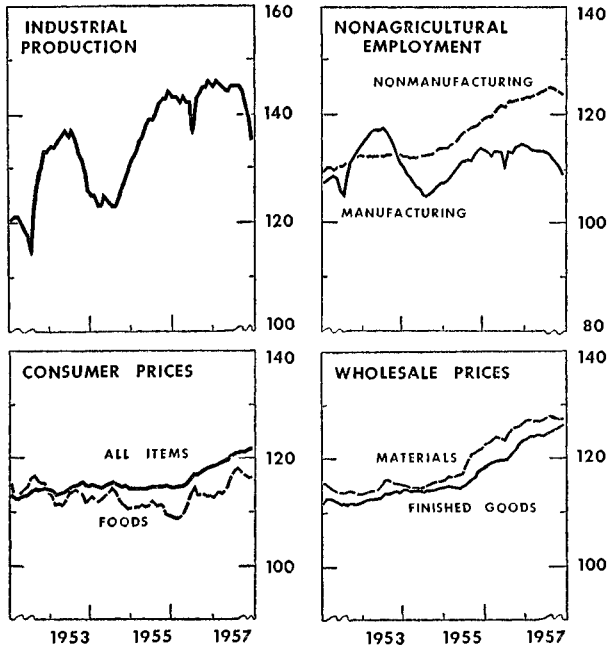 INDUSTRIAL
PRODUCTION
160
140
120
100
NONAGRICULTURAL
EMPLOYMENT
NONMANUFACTURING
MANUFACTURING
140
120
100
80
CONSUMER PRICES
ALL ITEMS
FOODS
140
120
100
1953 1955 1957
WHOLESALE PRICES
MATERIALS
FINISHED GOODS
140
120
100
1953 1955 1957